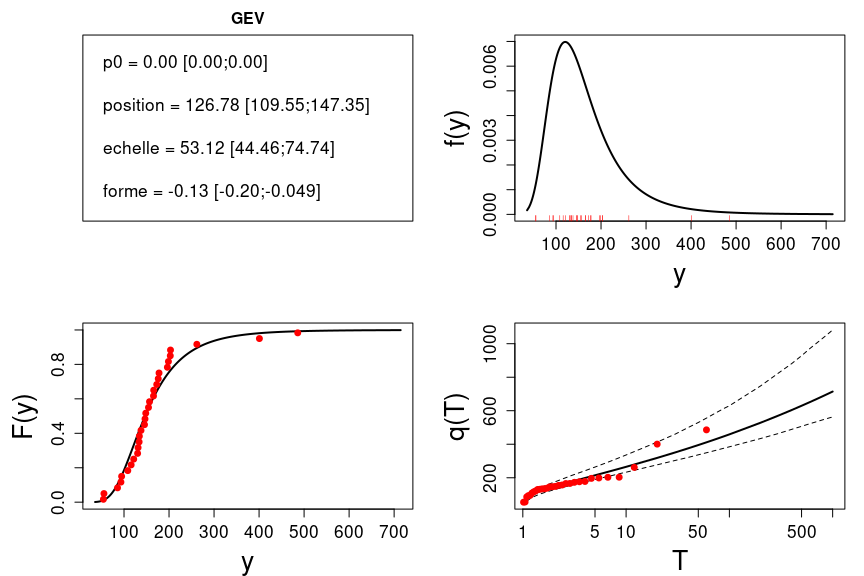 GEV
p0 = 0.00 [0.00;0.00]
position = 126.78 [109.55;147.35]
echelle = 53.12 [44.46;74.74]
forme = -0.13 [-0.20;-0.049]
f(y)
0.000 0.003 0.006
100 200 300 400 500 600 700
y
F(y)
0.0 0.4 0.8
100 200 300 400 500 600 700
y
q(T)
200 600 1000
1 5 10 50 500
T